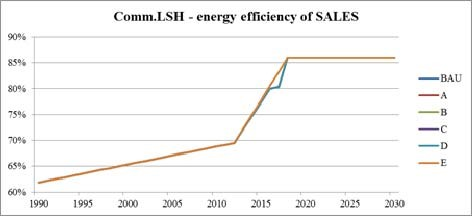 Comm.LSH - energy efficiency of SALES
90%
85%
80%
75%
70%
65%
60%
1990 1995 2000 2005 2010 2015 2020 2025 2030
BAU
A
B
C
D
E